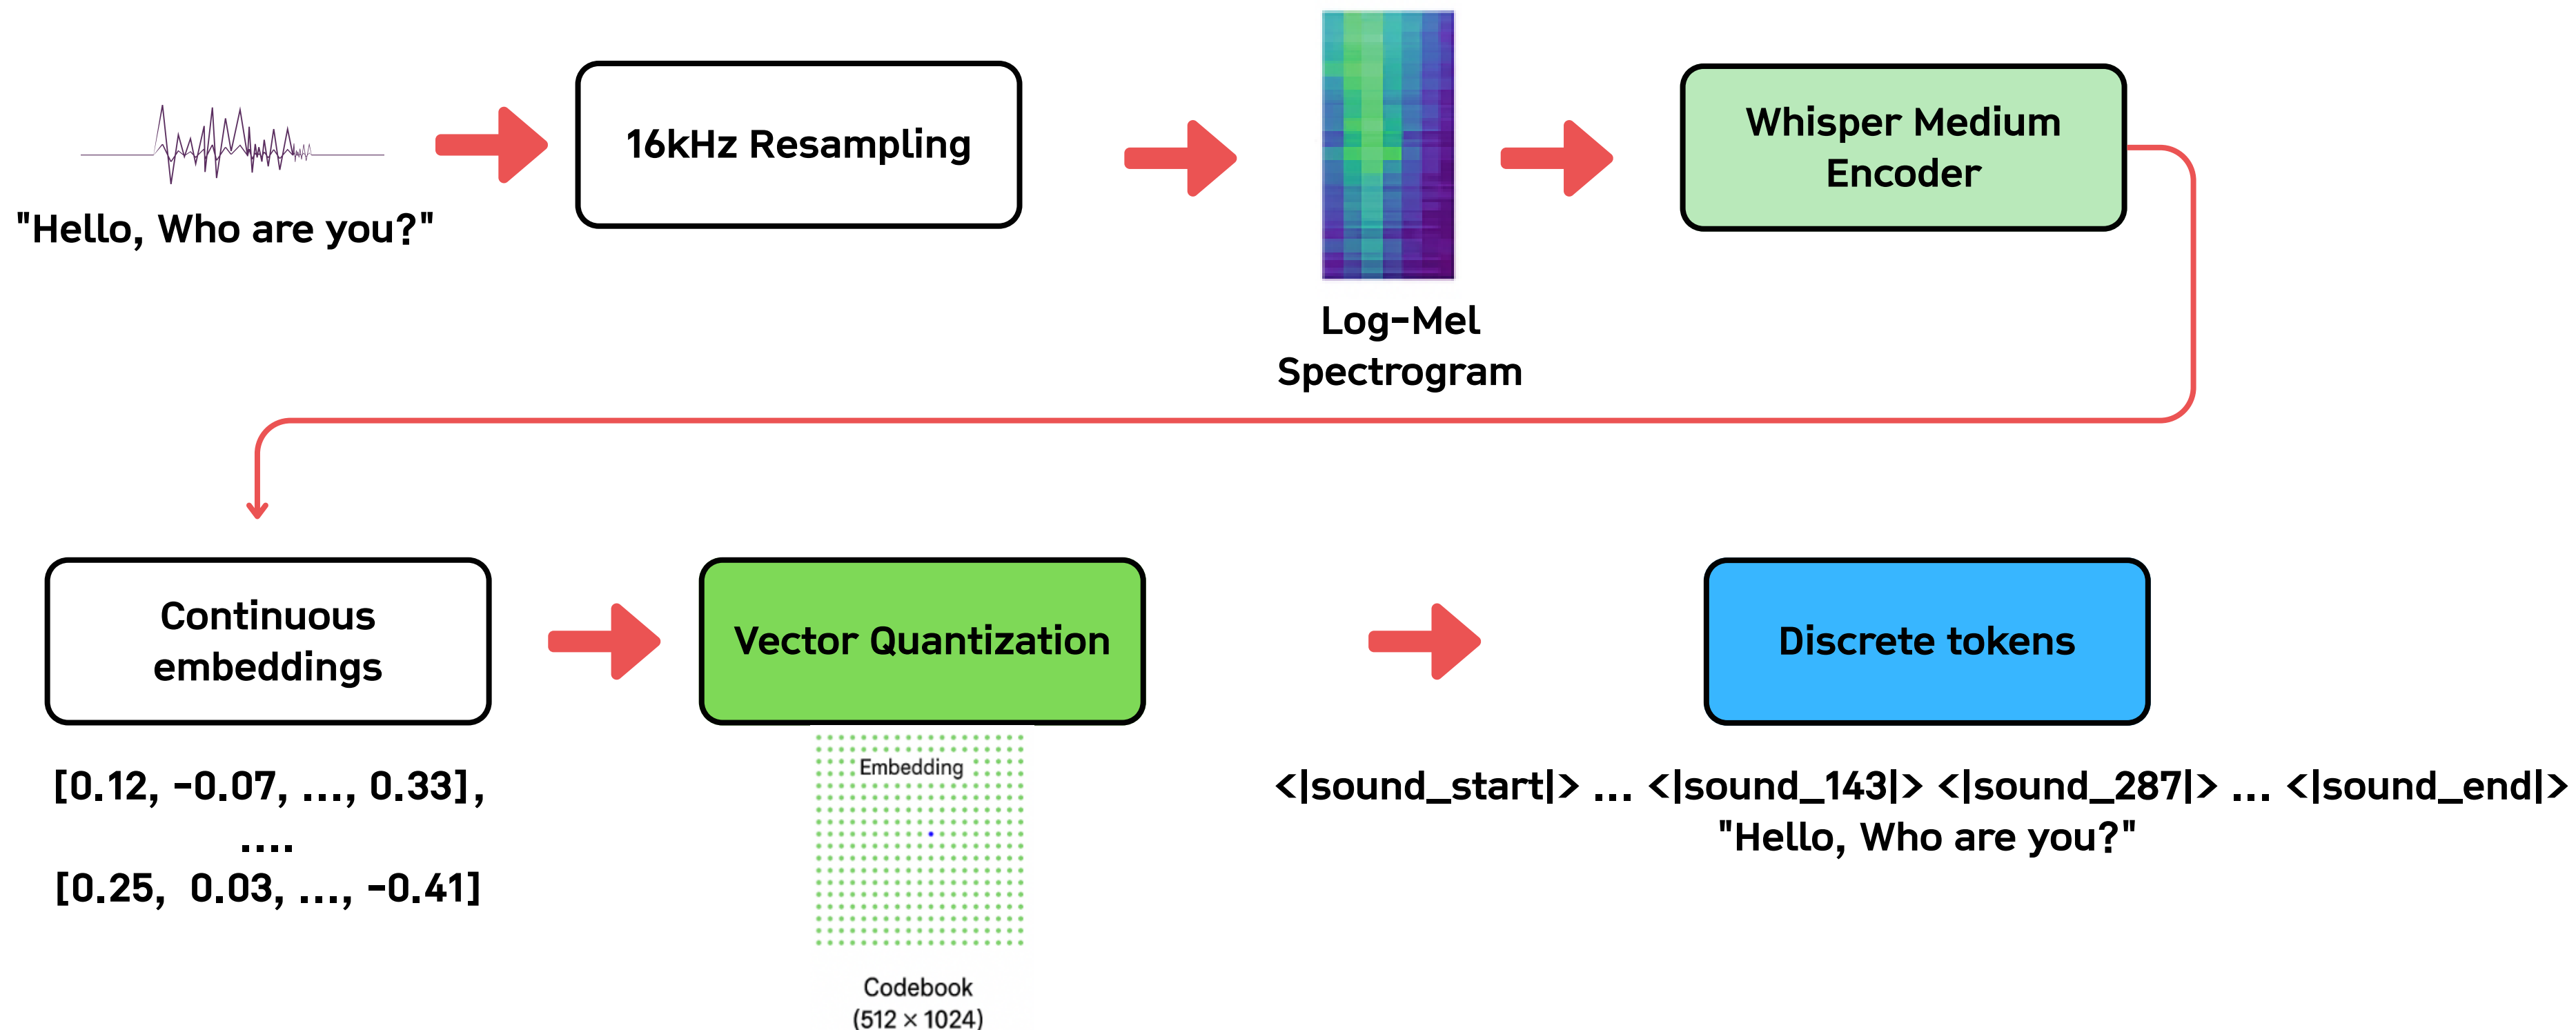 "Hello, Who are you?"
16kHz Resampling
Log-Mel
Spectrogram
Whisper Medium
Encoder
Continuous
embeddings
[0.12, -0.07, ..., 0.33],
....
[0.25, 0.03, ..., -0.41]
Vector Quantization
Embedding
Codebook
(512 × 1024)
Discrete tokens
<|sound_start|> ... <|sound_143|> <|sound_287|> ... <|sound_end|>
"Hello, Who are you?"